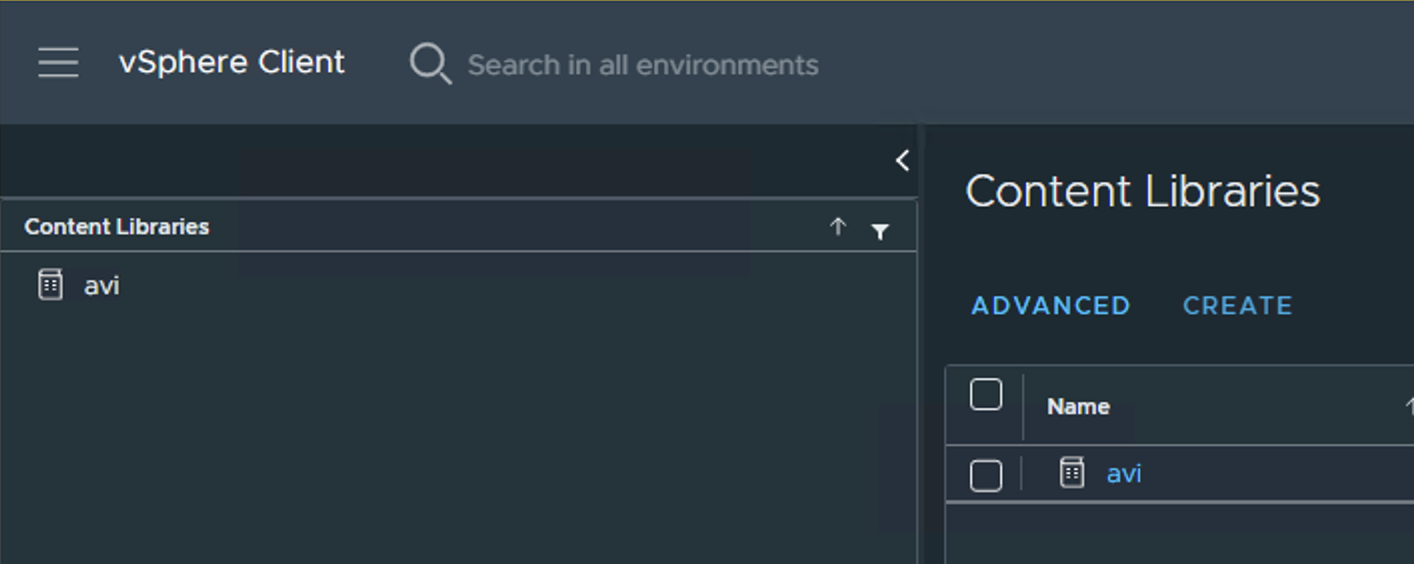 vSphere Client
Search in all environments
Content Libraries
avi
Content Libraries
ADVANCED CREATE
Name
avi